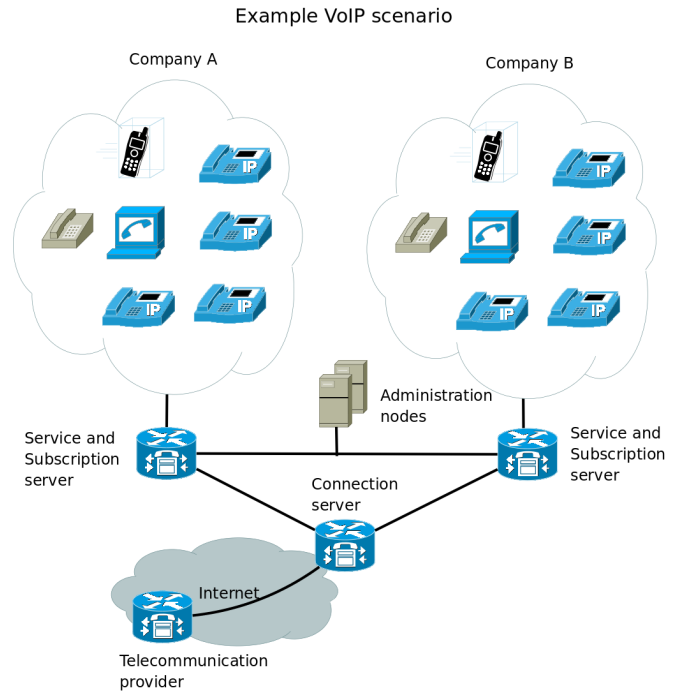 Example VoIP scenario
Company A
Company B
IP
IP
IP
IP
IP
IP
IP
IP
Administration
nodes
Service and
Subscription
server
Service and
Subscription
server
Connection
server
Internet
Telecommunication
provider